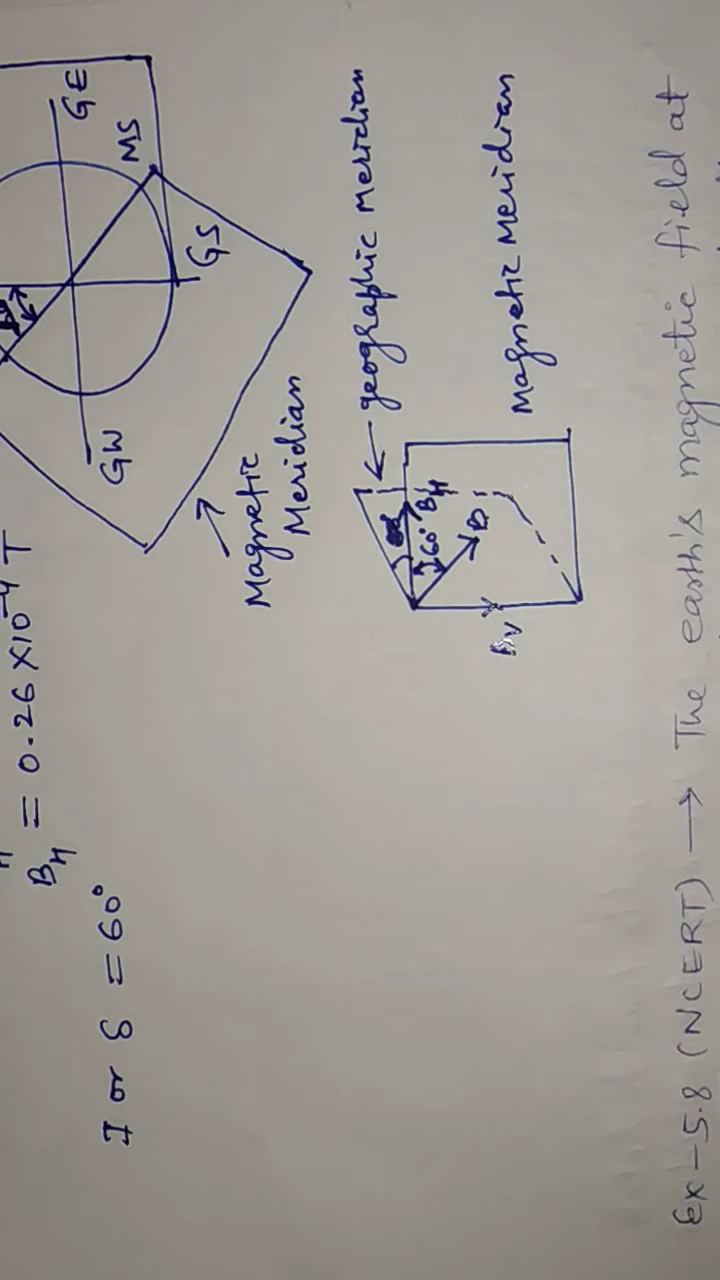 GE
MS
GS
GW
Magnetic
Meridian
B_H = 0.26 × 10⁻⁴ T
I or δ = 60°
← geographic meridian
Magnetic Meridian
B_H
60°
B
Ex - 5.8 (NCERT) → The earth's magnetic field at